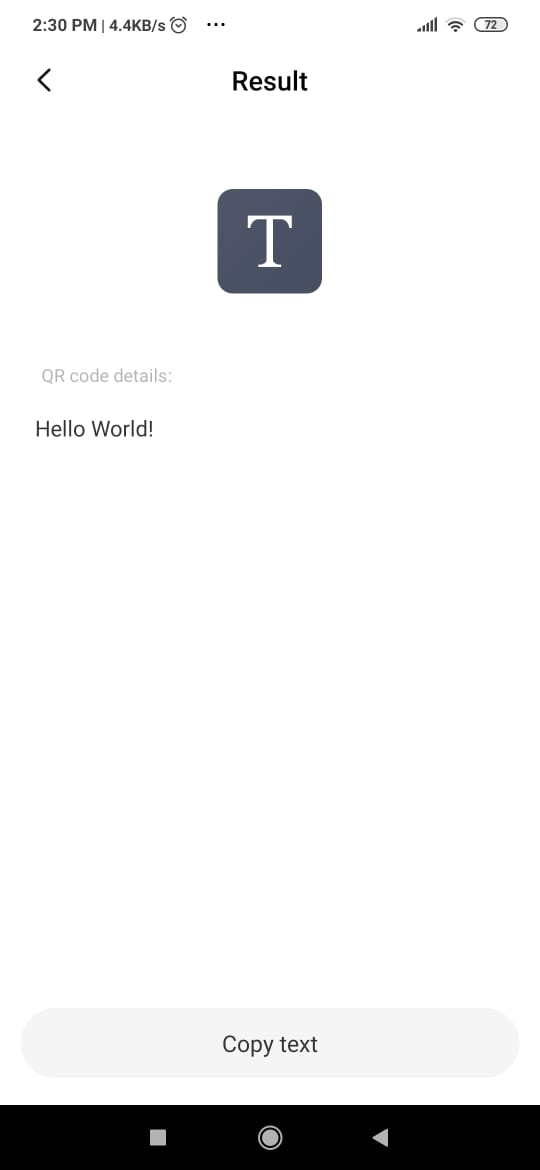 2:30 PM | 4.4KB/s ... 72
Result
T
QR code details:
Hello World!
Copy text